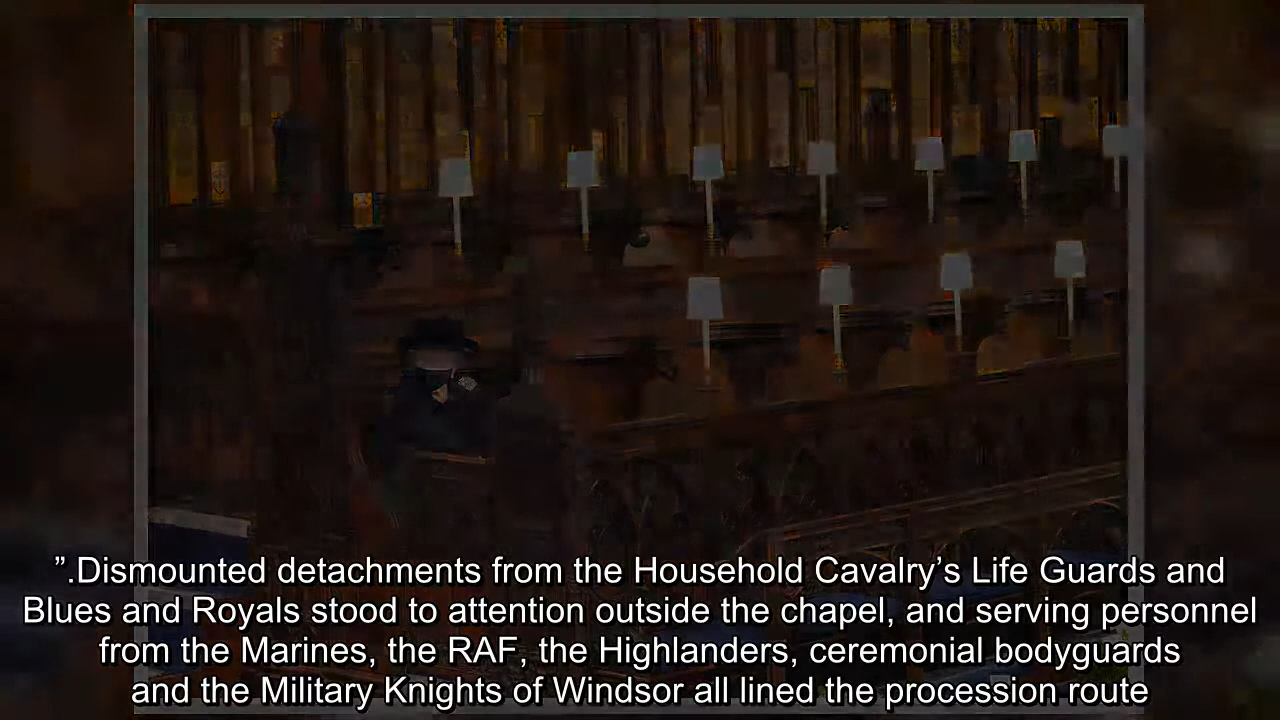 ”.Dismounted detachments from the Household Cavalry’s Life Guards and
Blues and Royals stood to attention outside the chapel, and serving personnel
from the Marines, the RAF, the Highlanders, ceremonial bodyguards
and the Military Knights of Windsor all lined the procession route